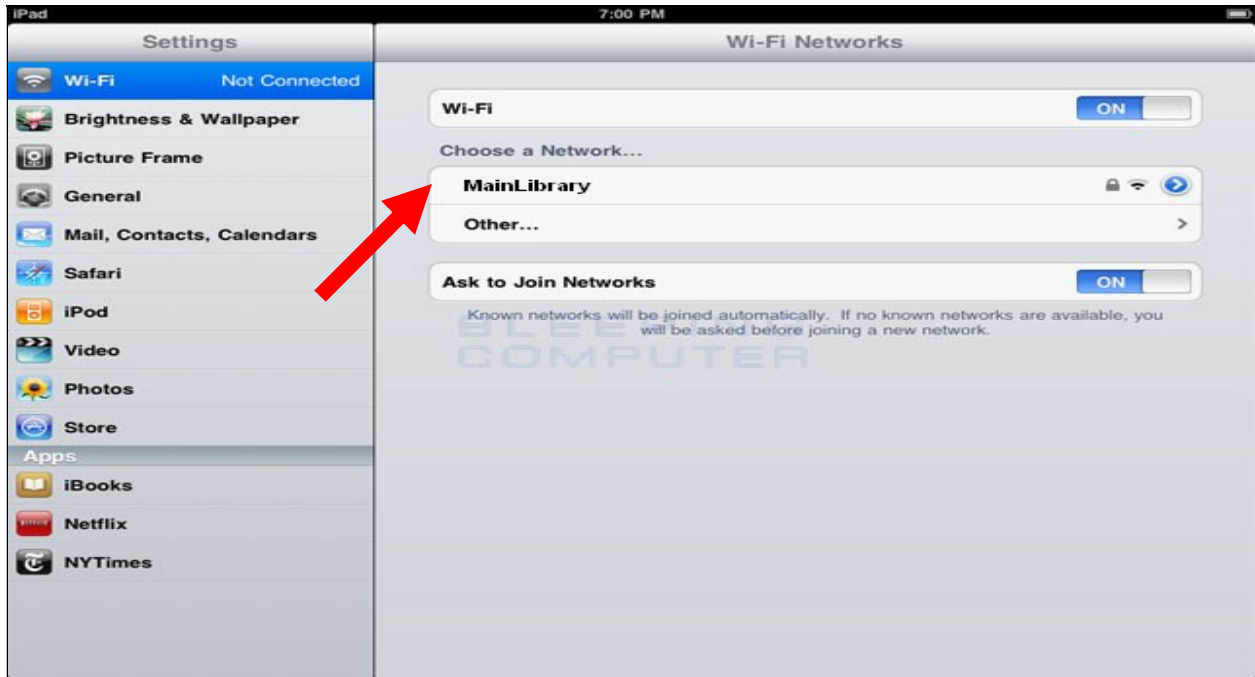 iPad 7:00 PM
Settings
Wi-Fi Networks
Wi-Fi Not Connected
Brightness & Wallpaper
Picture Frame
General
Mail, Contacts, Calendars
Safari
iPod
Video
Photos
Store
Apps
iBooks
Netflix
NYTimes
Wi-Fi ON
Choose a Network...
MainLibrary
Other...
Ask to Join Networks ON
Known networks will be joined automatically. If no known networks are available, you
will be asked before joining a new network.
COMPUTER